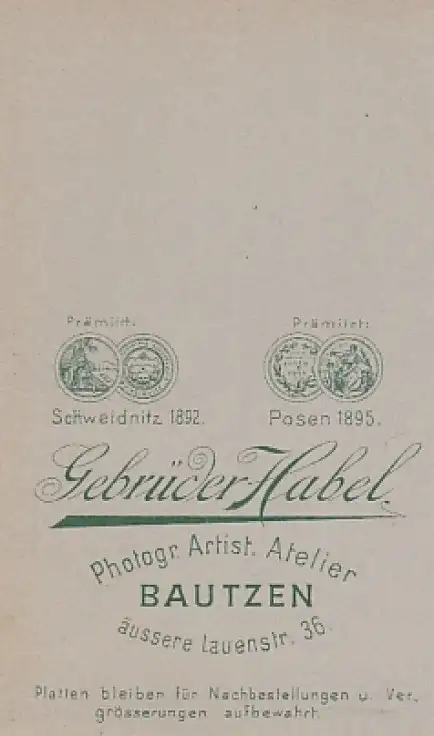 Prämiirt:
Prämiirt:
Schweidnitz 1892.
Posen 1895.
Gebrüder Habel.
Photogr. Artist. Atelier
BAUTZEN
äussere Lauenstr. 36.
Platten bleiben für Nachbestellungen u. Ver-
grösserungen aufbewahrt.